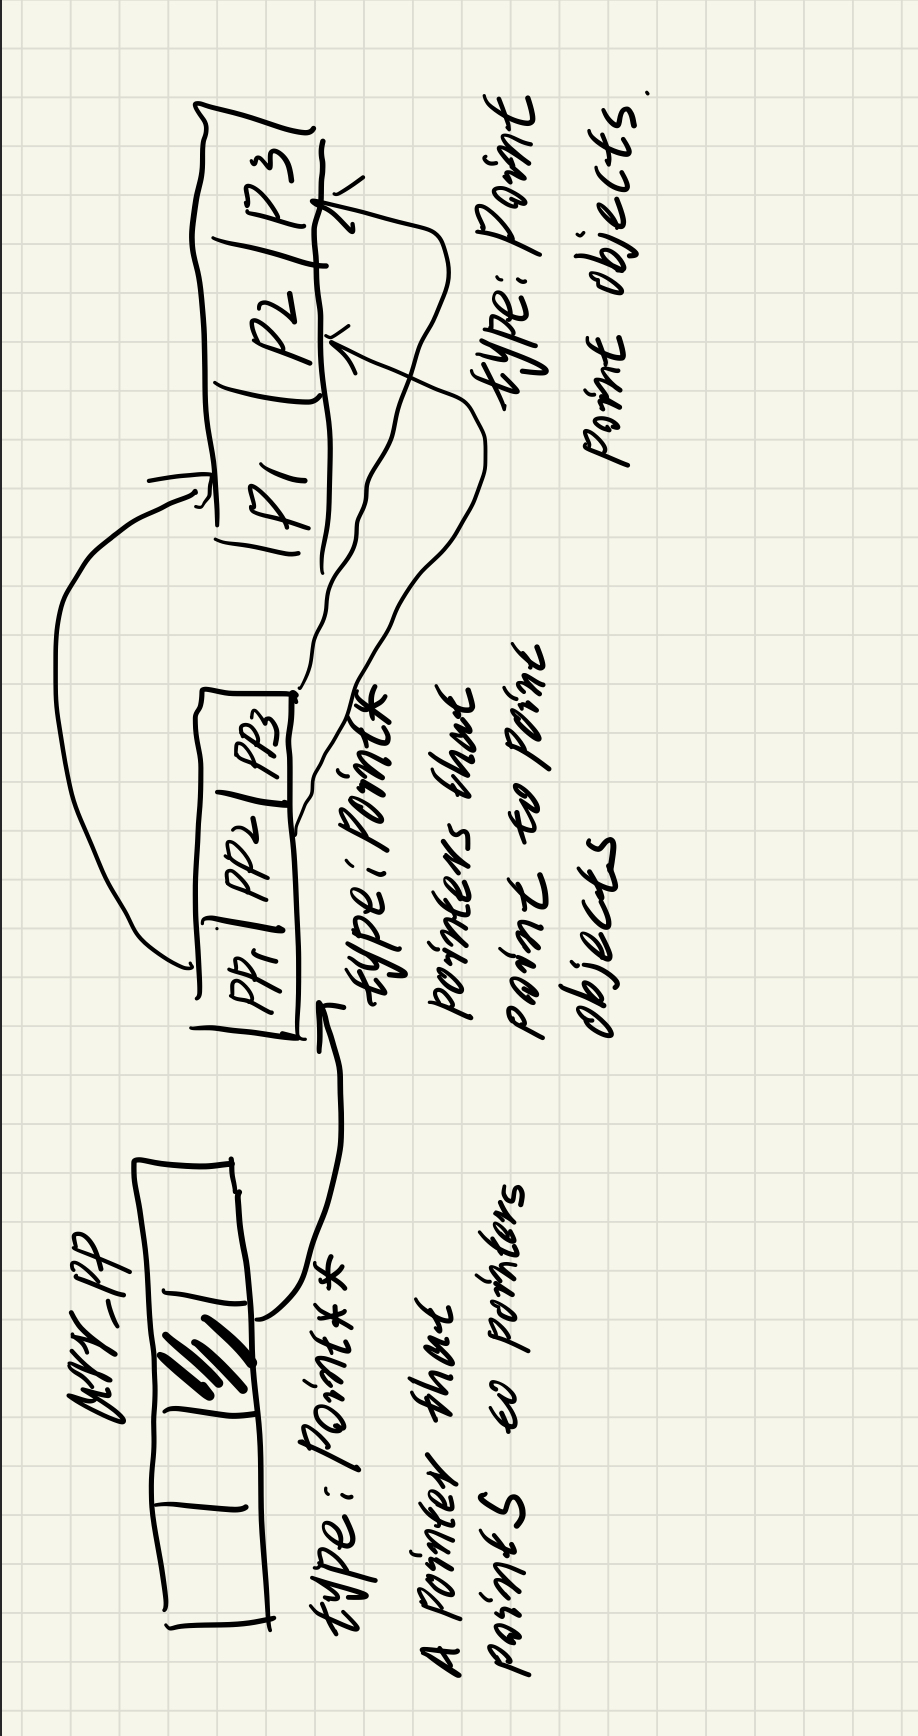 arr_pp
PP1 PP2 PP3
P1 P2 P3
type: Point**
A pointer that
points to pointers
type: Point*
pointers that
point to point
objects
type: Point
point objects.